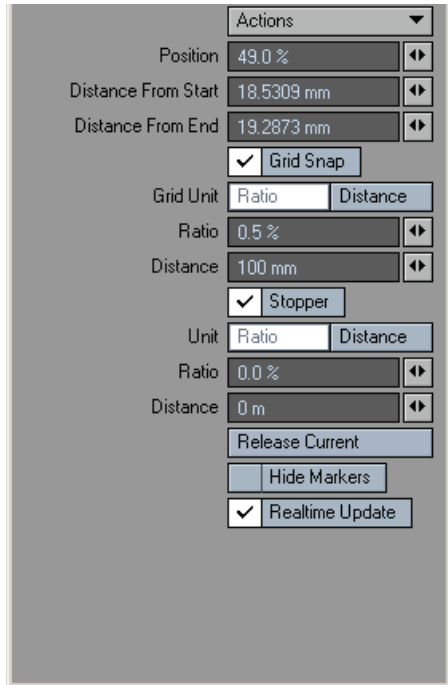 Actions
Position 49.0 %
Distance From Start 18.5309 mm
Distance From End 19.2873 mm
Grid Snap
Grid Unit Ratio Distance
Ratio 0.5 %
Distance 100 mm
Stopper
Unit Ratio Distance
Ratio 0.0 %
Distance 0 m
Release Current
Hide Markers
Realtime Update